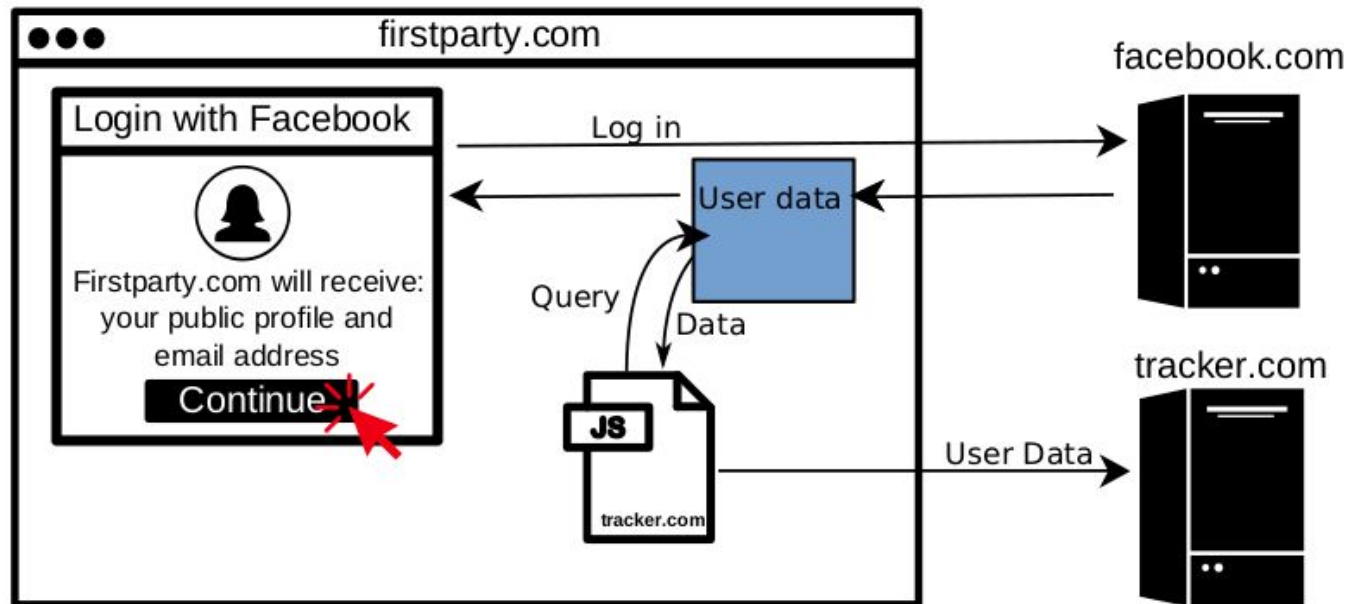 firstparty.com
facebook.com
Login with Facebook
Log in
User data
Firstparty.com will receive:
your public profile and
email address
Continue
Query
Data
tracker.com
JS
User Data
tracker.com